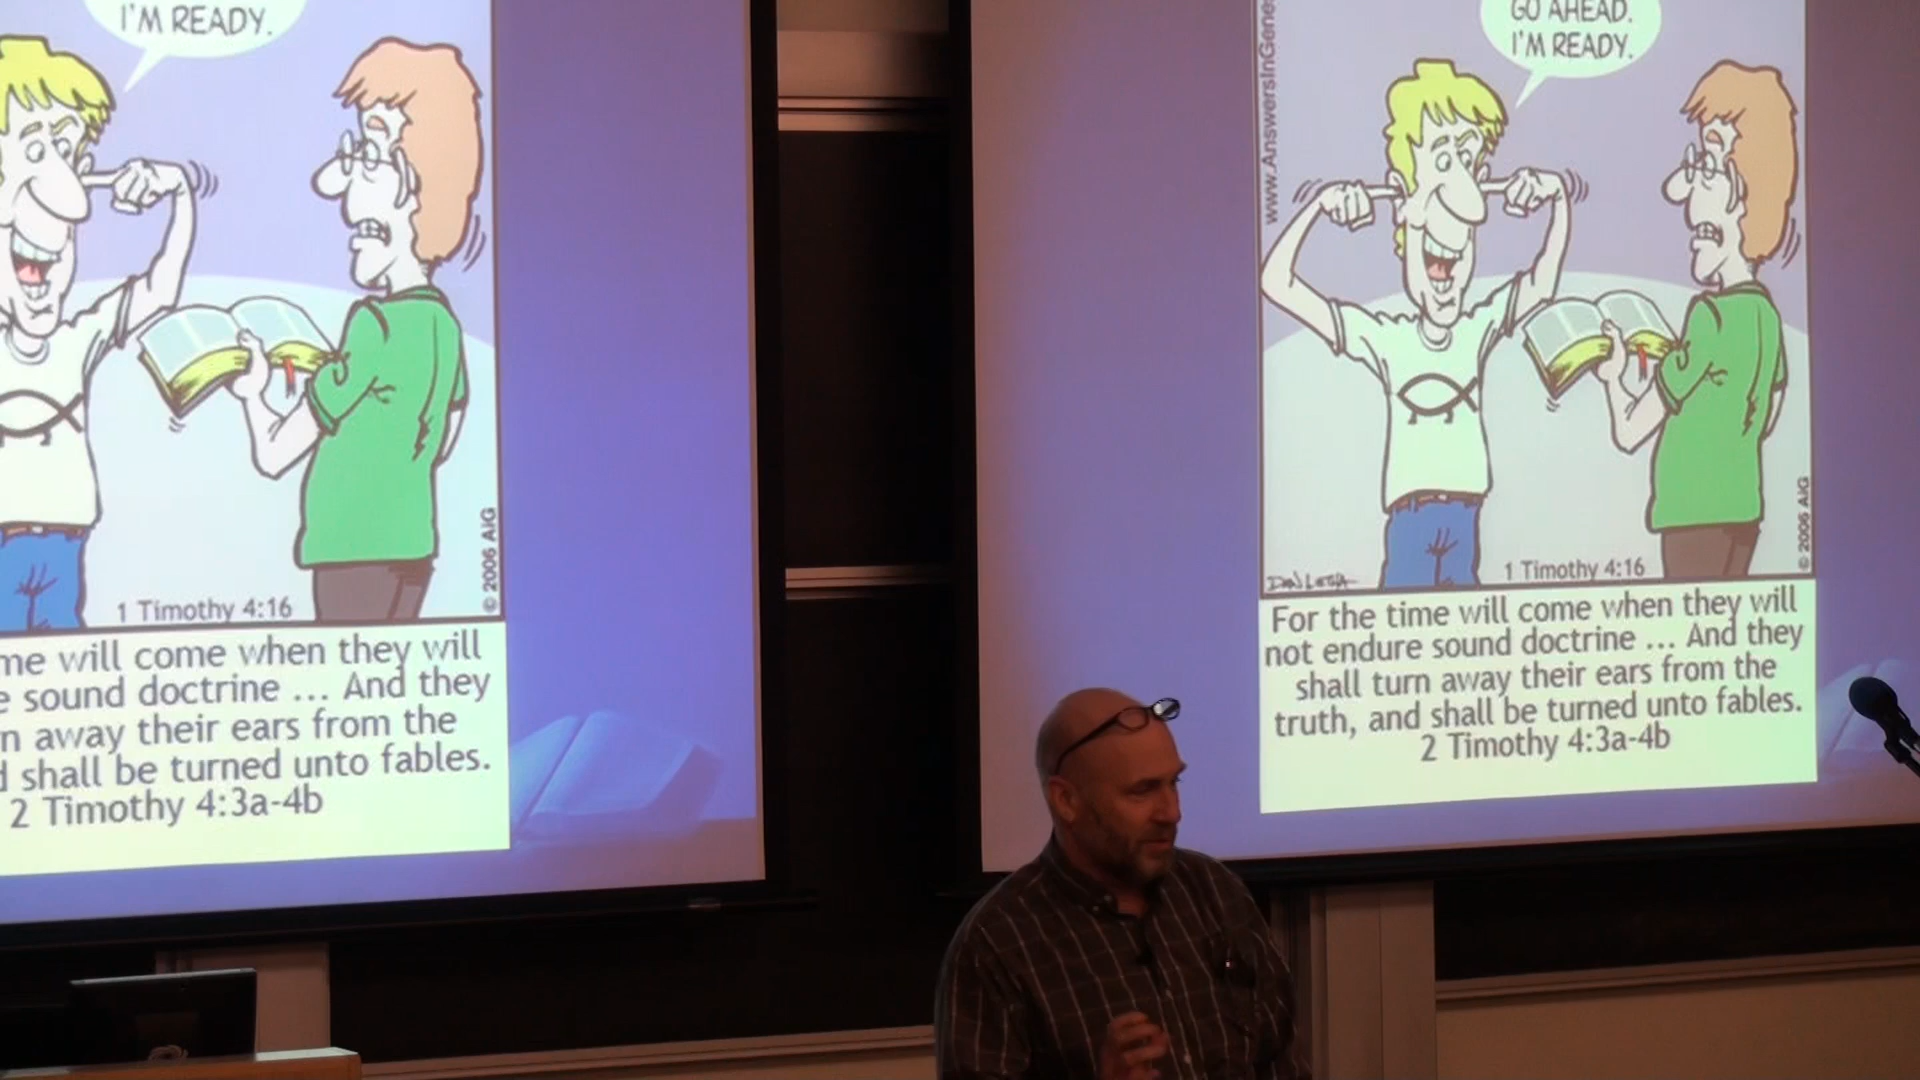 I'M READY.
© 2006 AiG
1 Timothy 4:16
me will come when they will
e sound doctrine ... And they
n away their ears from the
d shall be turned unto fables.
2 Timothy 4:3a-4b
www.AnswersInGene
GO AHEAD.
I'M READY.
© 2006 AiG
DAN LIETHA
1 Timothy 4:16
For the time will come when they will
not endure sound doctrine ... And they
shall turn away their ears from the
truth, and shall be turned unto fables.
2 Timothy 4:3a-4b